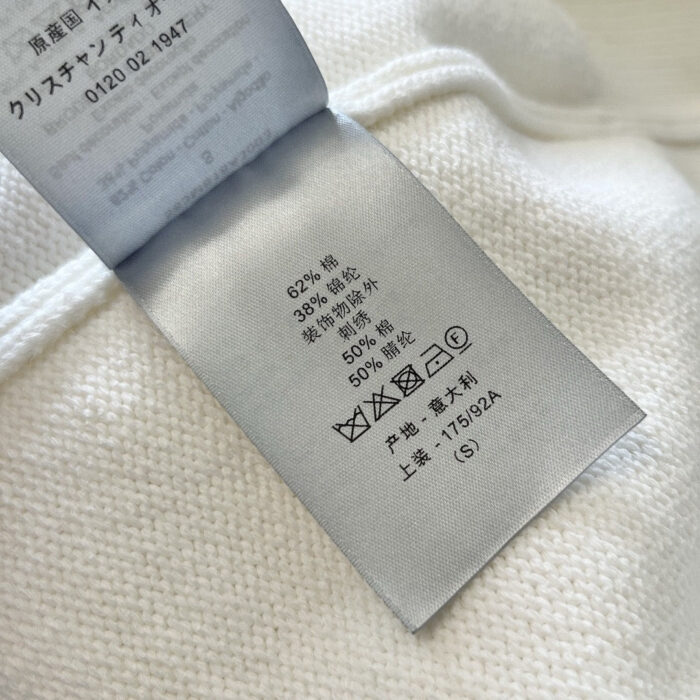 原産国 イタ
クリスチャンディオー
0120 02 1947
62% 棉
38% 锦纶
装饰物除外
刺绣
50% 棉
50% 腈纶
F
产地 - 意大利
上装 - 175/92A
(S)